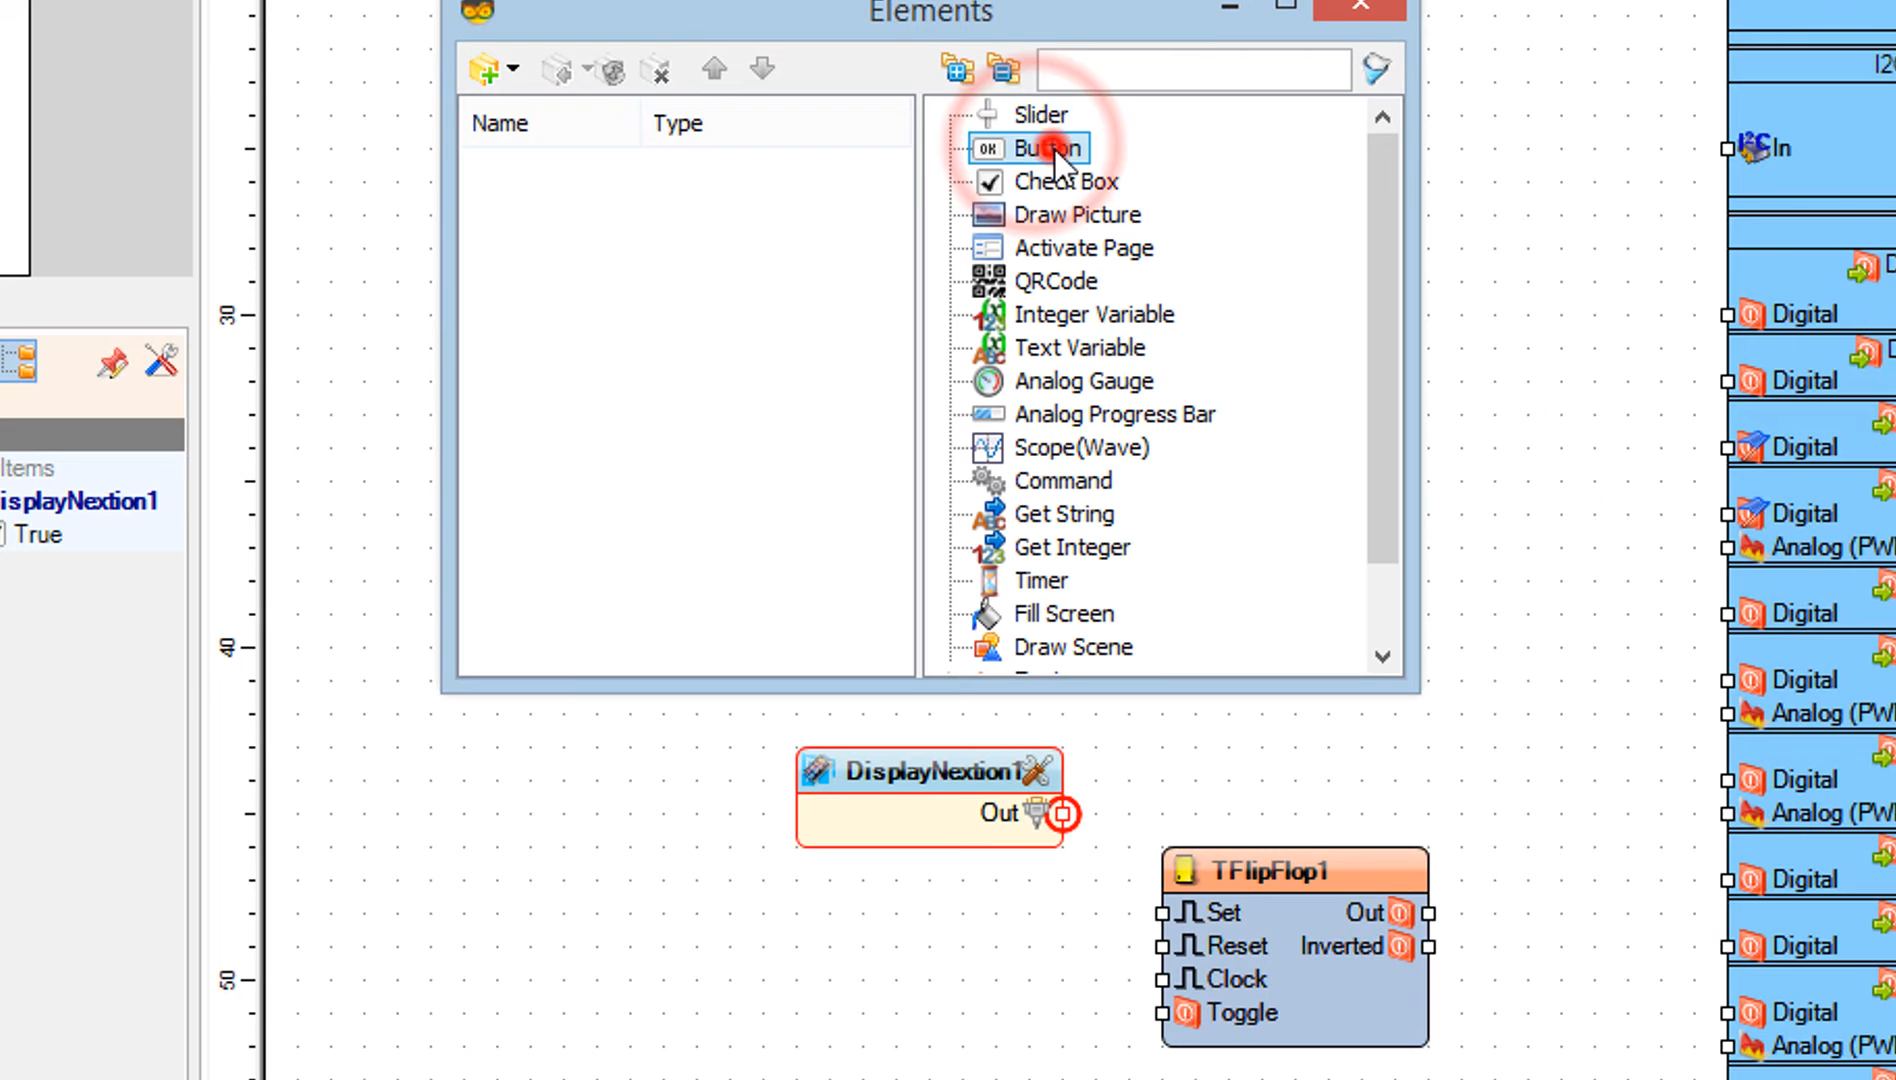 Elements
Name Type
Slider
OK Button
Check Box
Draw Picture
Activate Page
QRCode
Integer Variable
Text Variable
Analog Gauge
Analog Progress Bar
Scope(Wave)
Command
Get String
Get Integer
Timer
Fill Screen
Draw Scene
30
40
50
Items
isplayNextion1
True
DisplayNextion1
Out
TFlipFlop1
Set Out
Reset Inverted
Clock
Toggle
I2C
In
Digital
Digital
Digital
Digital
Analog (PW
Digital
Digital
Analog (PW
Digital
Analog (PW
Digital
Digital
Digital
Analog (PW